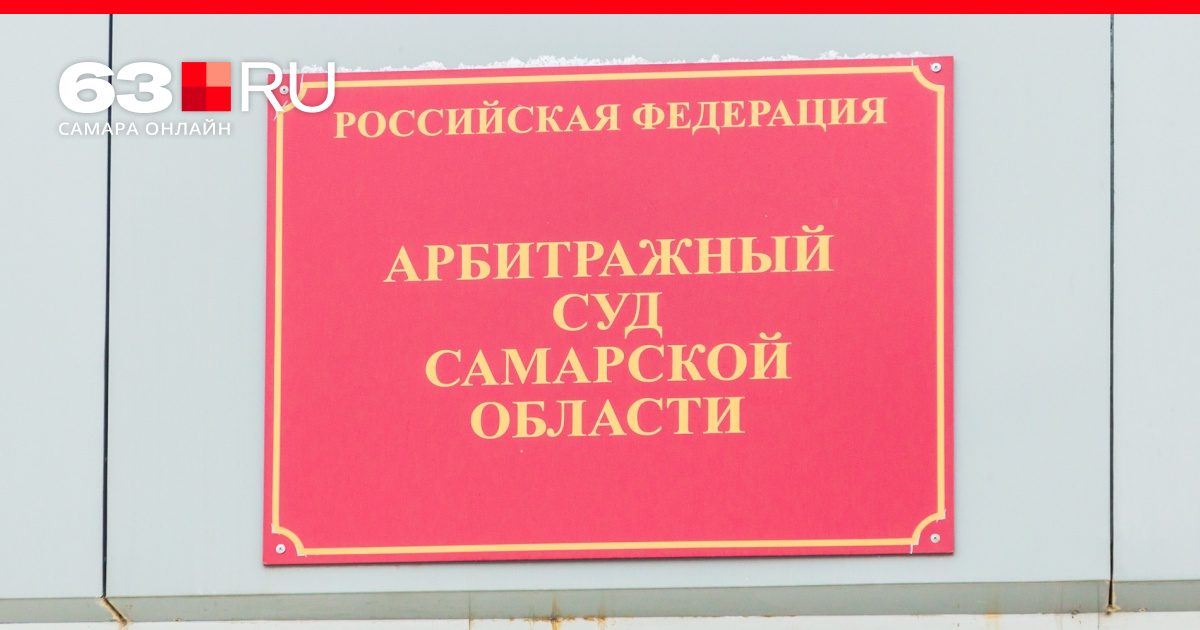 63 RU
САМАРА ОНЛАЙН
РОССИЙСКАЯ ФЕДЕРАЦИЯ
АРБИТРАЖНЫЙ
СУД
САМАРСКОЙ
ОБЛАСТИ